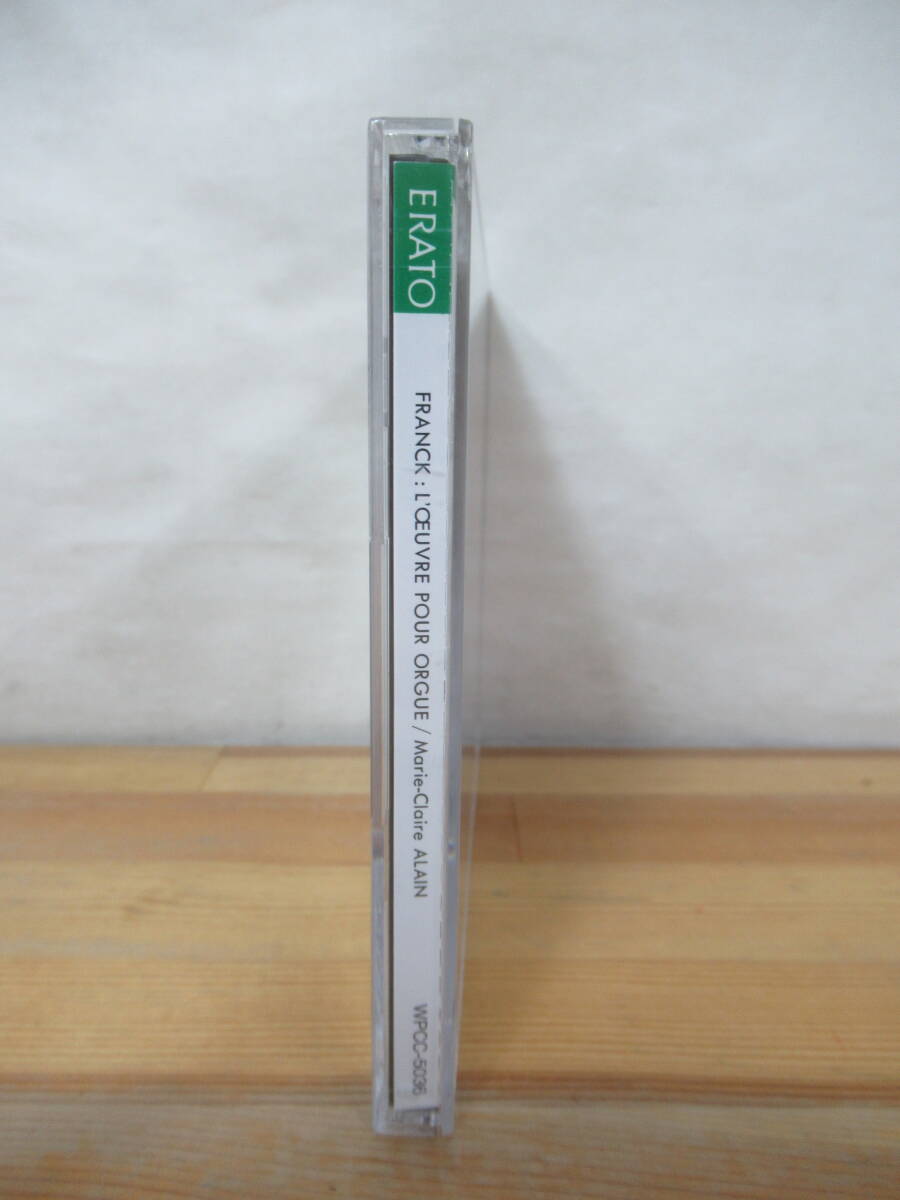 ERATO
FRANCK : L'ŒUVRE POUR ORGUE / Marie-Claire ALAIN
WPCC-5036